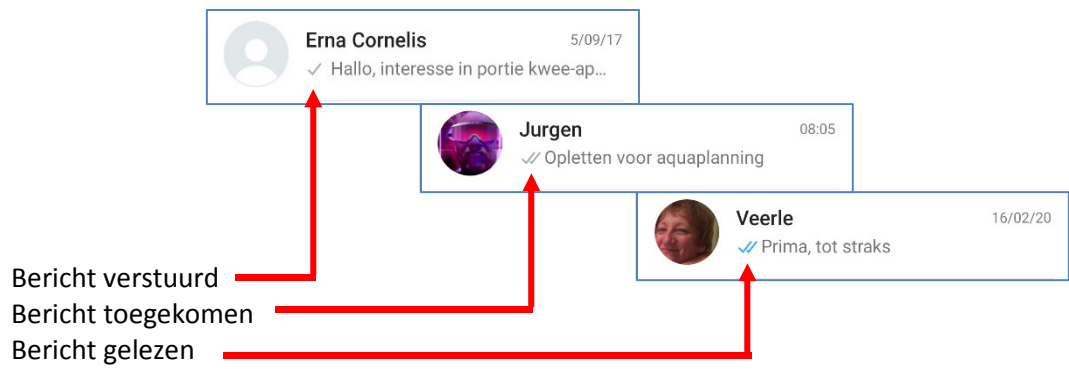 Erna Cornelis 5/09/17
Hallo, interesse in portie kwee-ap...
Jurgen 08:05
Opletten voor aquaplanning
Veerle 16/02/20
Prima, tot straks
Bericht verstuurd
Bericht toegekomen
Bericht gelezen